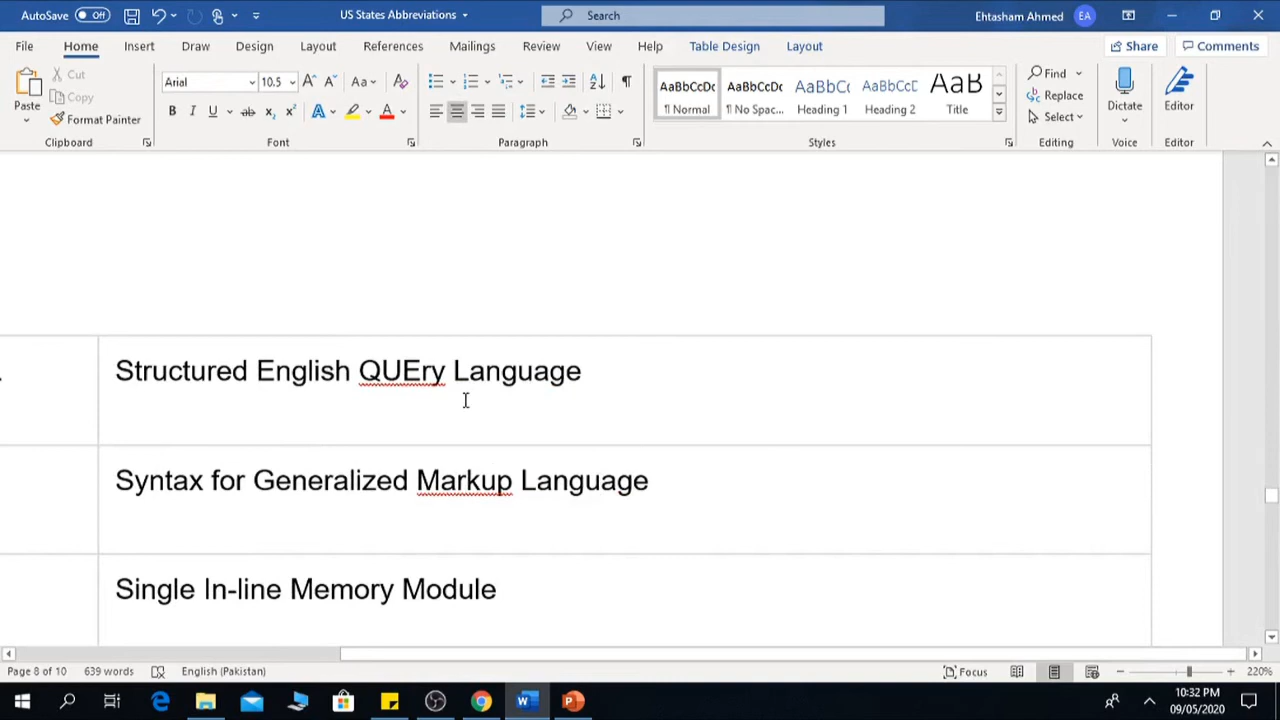 AutoSave Off US States Abbreviations Search Ehtasham Ahmed EA
File Home Insert Draw Design Layout References Mailings Review View Help Table Design Layout Share Comments
Paste Cut Copy Format Painter
Arial 10.5
AaBbCcDc AaBbCcDc AaBbCc AaBbCcD AaB
¶ Normal ¶ No Spac... Heading 1 Heading 2 Title
Find Replace Select
Dictate
Editor
Clipboard Font Paragraph Styles Editing Voice Editor
Structured English QUEry Language
Syntax for Generalized Markup Language
Single In-line Memory Module
Page 8 of 10 639 words English (Pakistan) Focus 220%
10:32 PM
09/05/2020